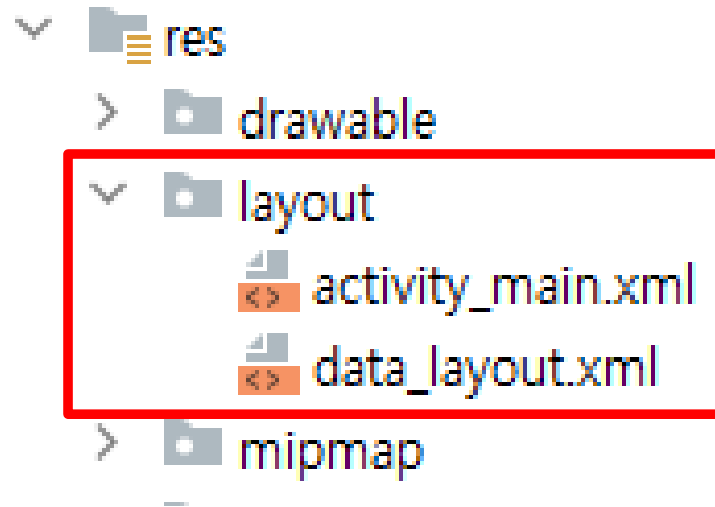 res
drawable
layout
activity_main.xml
data_layout.xml
mipmap